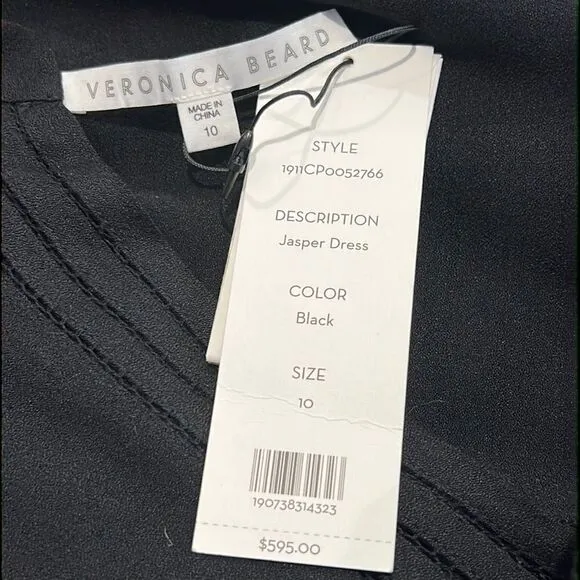 VERONICA BEARD
MADE IN
CHINA
10
STYLE
1911CP0052766
DESCRIPTION
Jasper Dress
COLOR
Black
SIZE
10
190738314323
$595.00